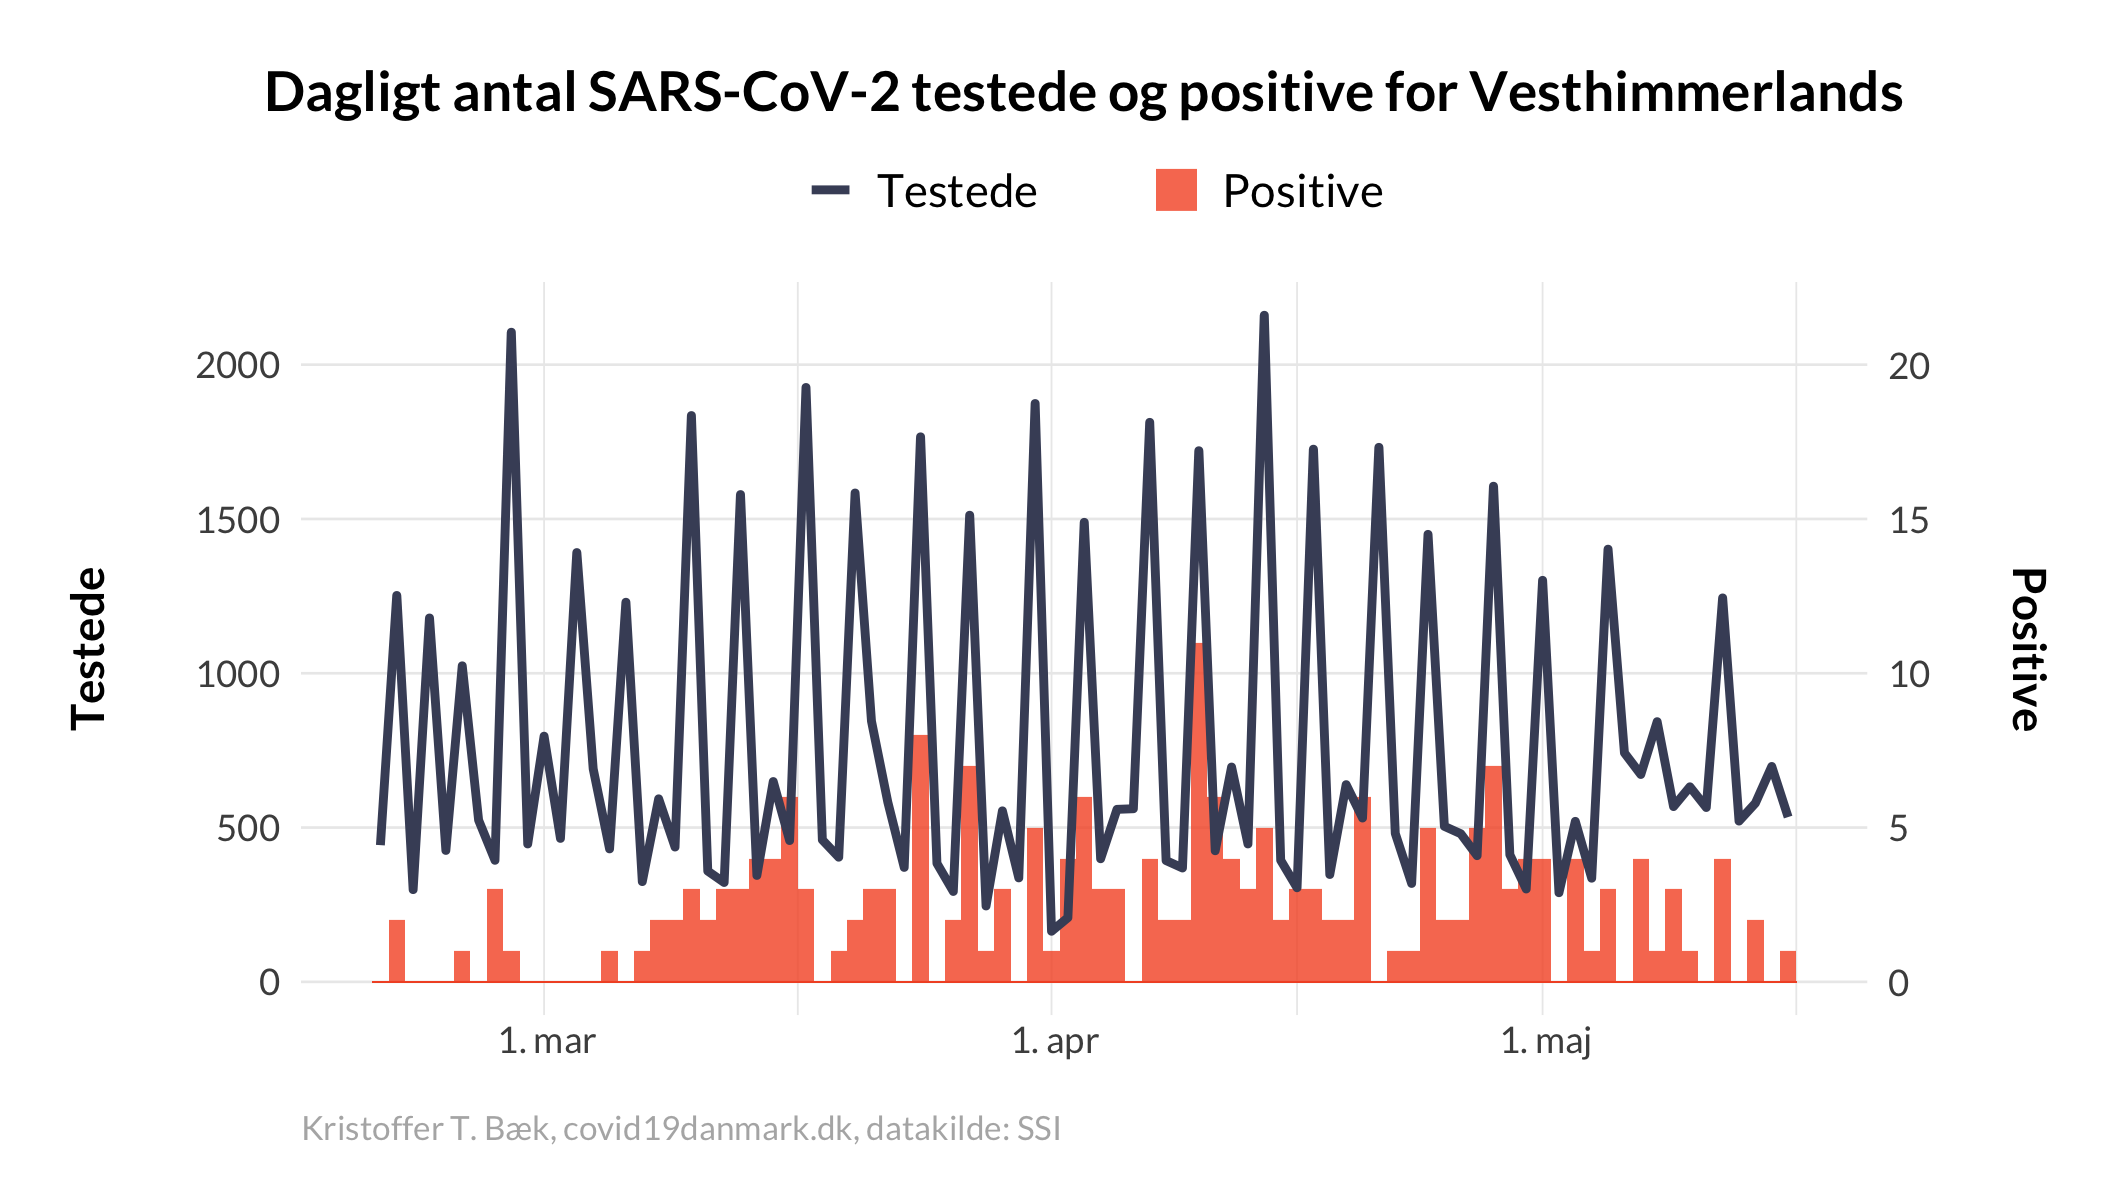 Dagligt antal SARS-CoV-2 testede og positive for Vesthimmerlands
Testede
Positive
2000
1500
1000
500
0
20
15
10
5
0
Testede
Positive
1. mar
1. apr
1. maj
Kristoffer T. Bæk, covid19danmark.dk, datakilde: SSI